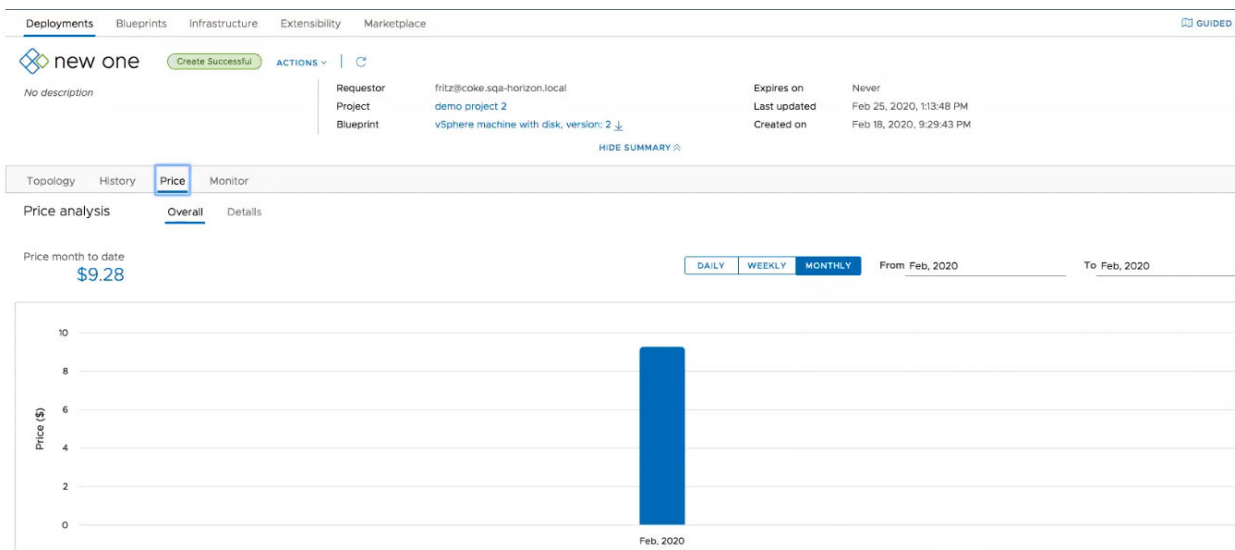 Deployments Blueprints Infrastructure Extensibility Marketplace GUIDED
new one Create Successful ACTIONS
No description
Requestor fritz@coke.sqa-horizon.local Expires on Never
Project demo project 2 Last updated Feb 25, 2020, 1:13:48 PM
Blueprint vSphere machine with disk, version: 2 Created on Feb 18, 2020, 9:29:43 PM
HIDE SUMMARY
Topology History Price Monitor
Price analysis Overall Details
Price month to date
$9.28
DAILY WEEKLY MONTHLY From Feb, 2020 To Feb, 2020
10
8
6
4
2
0
Price ($)
Feb, 2020